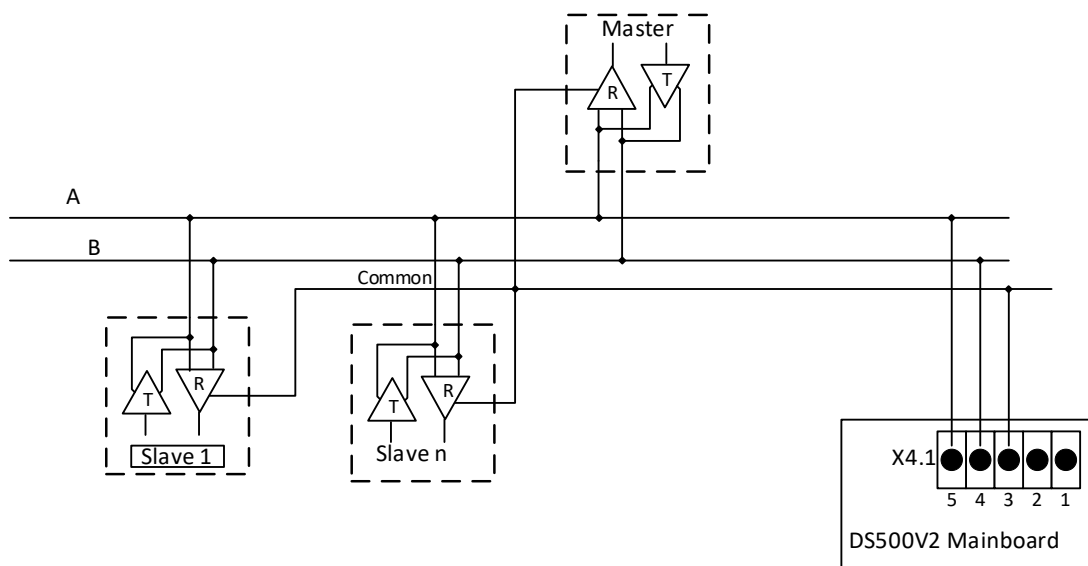 Master
R
T
A
B
Common
T
R
Slave 1
T
R
Slave n
X4.1
5 4 3 2 1
DS500V2 Mainboard